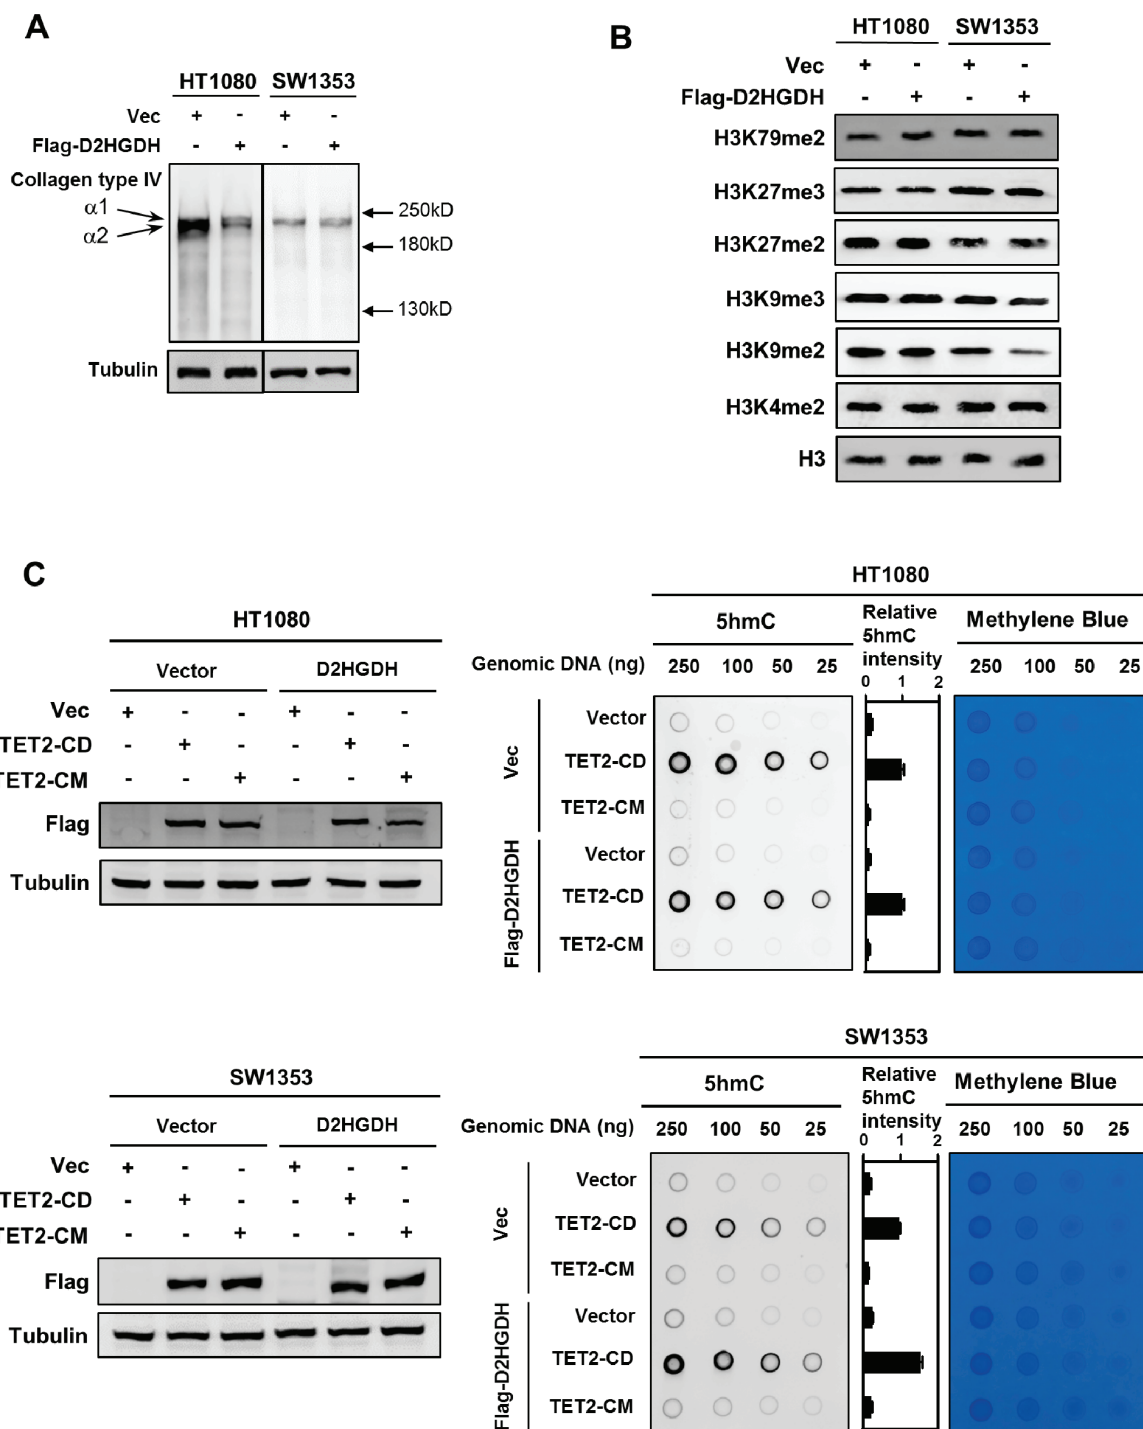 A
HT1080 SW1353
Vec + - + -
Flag-D2HGDH - + - +
Collagen type IV
α1
α2
250kD
180kD
130kD
Tubulin
B
HT1080 SW1353
Vec + - + -
Flag-D2HGDH - + - +
H3K79me2
H3K27me3
H3K27me2
H3K9me3
H3K9me2
H3K4me2
H3
C
HT1080
Vector D2HGDH
Vec + - - + - -
TET2-CD - + - - + -
TET2-CM - - + - - +
Flag
Tubulin
HT1080
5hmC Relative 5hmC intensity Methylene Blue
Genomic DNA (ng) 250 100 50 25 0 1 2 250 100 50 25
Vec
Vector
TET2-CD
TET2-CM
Flag-D2HGDH
Vector
TET2-CD
TET2-CM
SW1353
Vector D2HGDH
Vec + - - + - -
TET2-CD - + - - + -
TET2-CM - - + - - +
Flag
Tubulin
SW1353
5hmC Relative 5hmC intensity Methylene Blue
Genomic DNA (ng) 250 100 50 25 0 1 2 250 100 50 25
Vec
Vector
TET2-CD
TET2-CM
Flag-D2HGDH
Vector
TET2-CD
TET2-CM